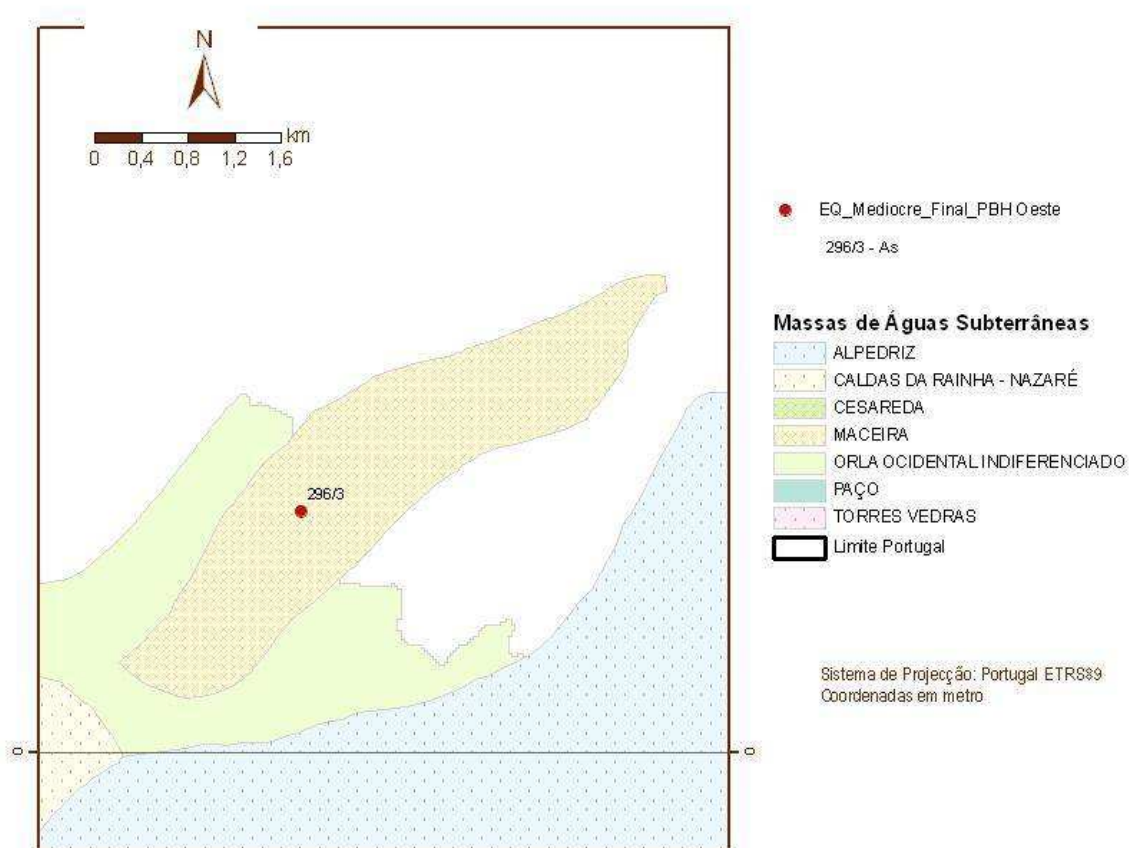 N
km
0 0,4 0,8 1,2 1,6
296/3
0
0
EQ_Mediocre_Final_PBH Oeste
296/3 - As
Massas de Águas Subterrâneas
ALPEDRIZ
CALDAS DA RAINHA - NAZARÉ
CESAREDA
MACEIRA
ORLA OCIDENTAL INDIFERENCIADO
PAÇO
TORRES VEDRAS
Limite Portugal
Sistema de Projecção: Portugal ETRS89
Coordenadas em metro